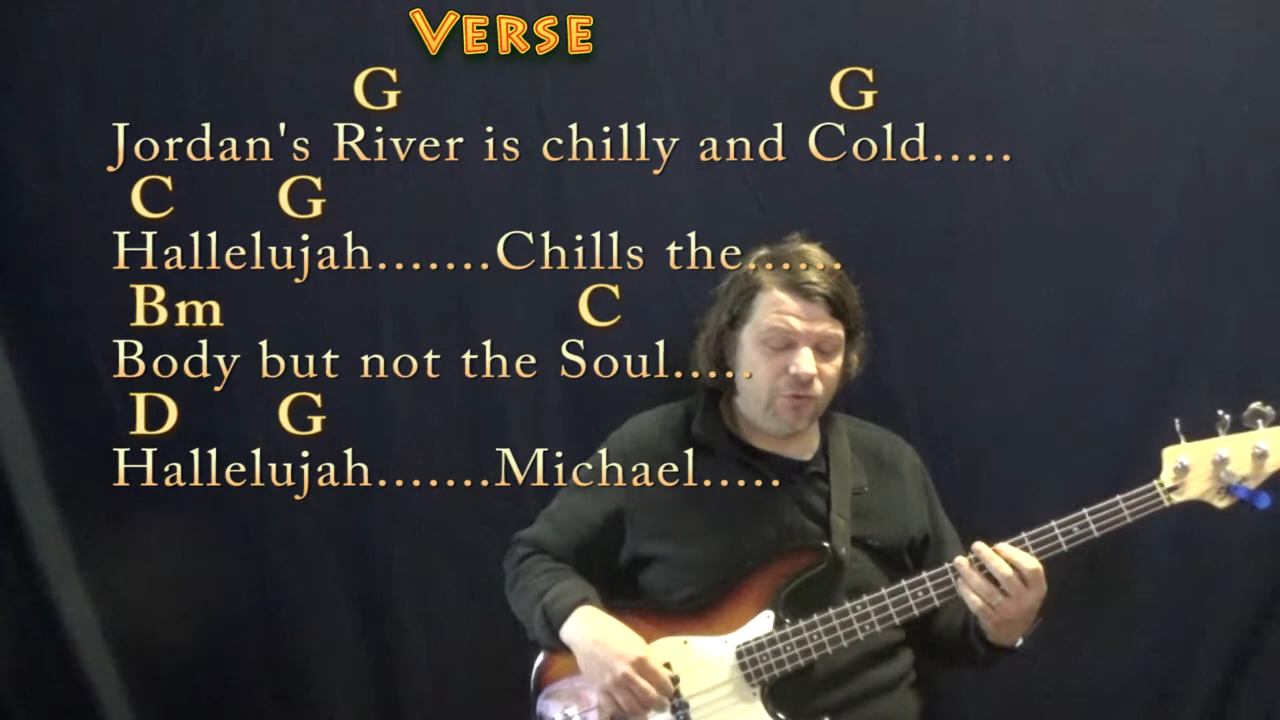 VERSE
G G
Jordan's River is chilly and Cold.....
C G
Hallelujah.......Chills the......
Bm C
Body but not the Soul.....
D G
Hallelujah.......Michael.....